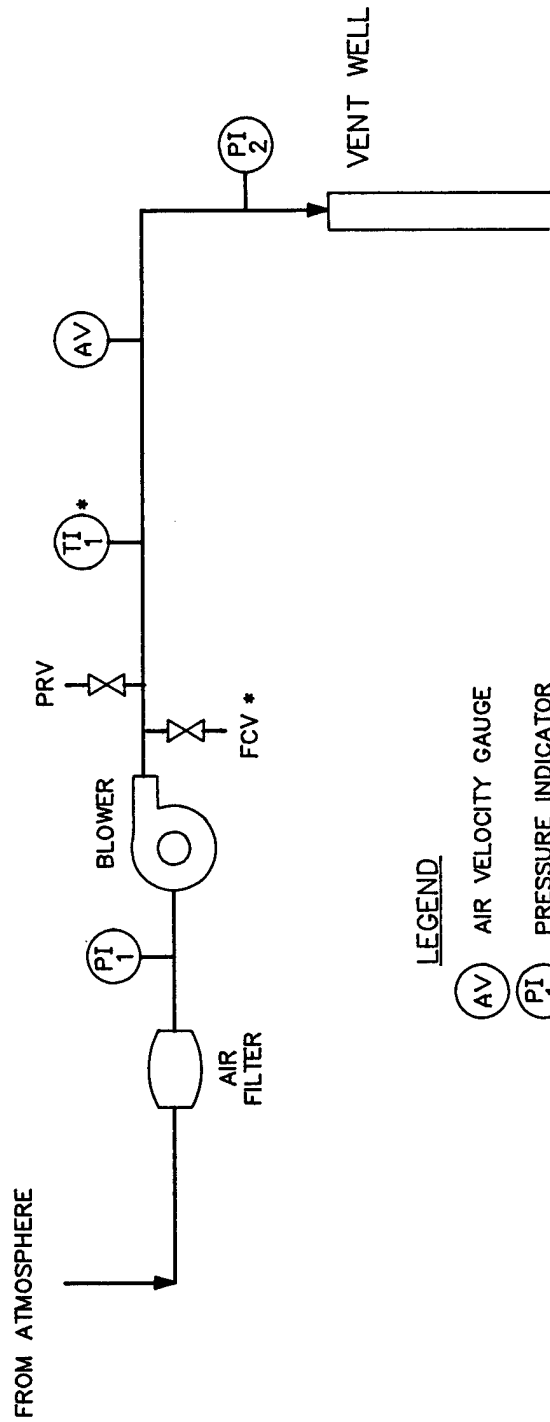 FROM ATMOSPHERE
AIR
FILTER
PI
1
BLOWER
FCV *
PRV
TI
1
*
AV
PI
2
VENT WELL
LEGEND
AV AIR VELOCITY GAUGE
PI PRESSURE INDICATOR